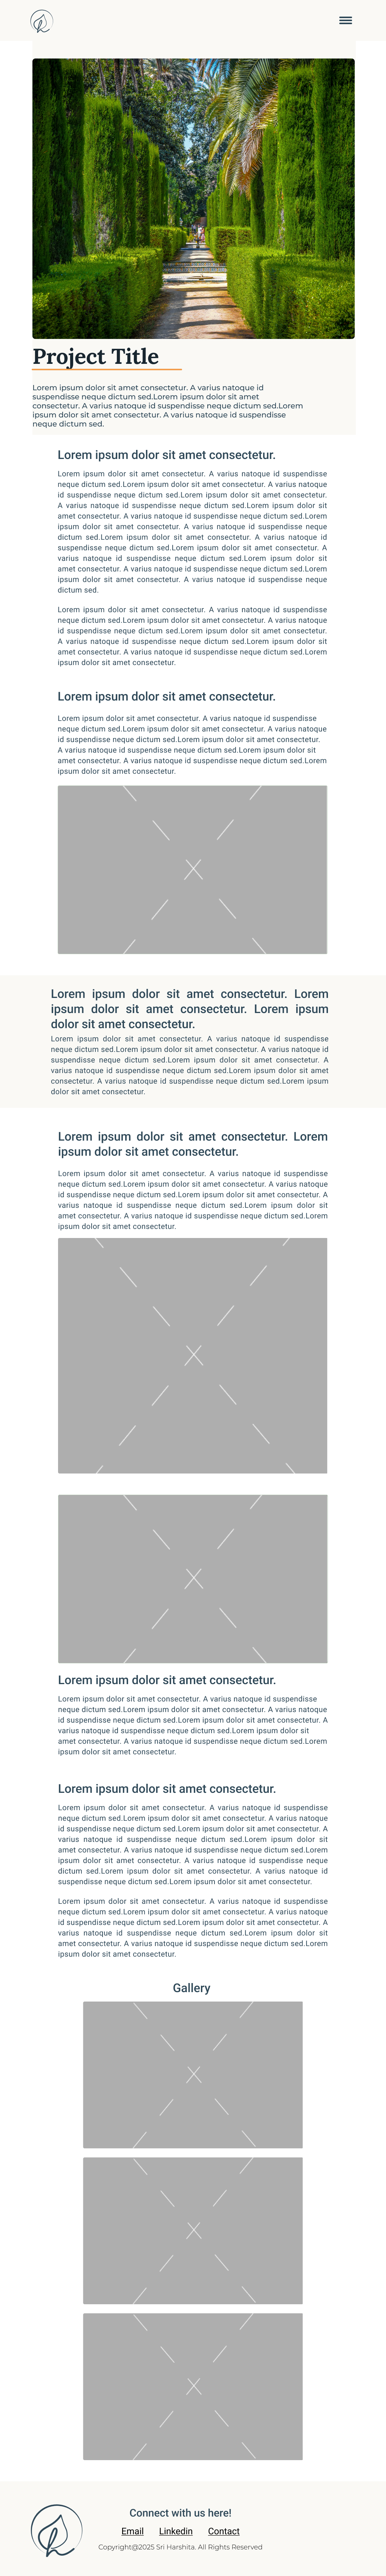 Project Title
Lorem ipsum dolor sit amet consectetur. A varius natoque id
suspendisse neque dictum sed.Lorem ipsum dolor sit amet
consectetur. A varius natoque id suspendisse neque dictum sed.Lorem
ipsum dolor sit amet consectetur. A varius natoque id suspendisse
neque dictum sed.
Lorem ipsum dolor sit amet consectetur.
Lorem ipsum dolor sit amet consectetur. A varius natoque id suspendisse
neque dictum sed.Lorem ipsum dolor sit amet consectetur. A varius natoque
id suspendisse neque dictum sed.Lorem ipsum dolor sit amet consectetur.
A varius natoque id suspendisse neque dictum sed.Lorem ipsum dolor sit
amet consectetur. A varius natoque id suspendisse neque dictum sed.Lorem
ipsum dolor sit amet consectetur. A varius natoque id suspendisse neque
dictum sed.Lorem ipsum dolor sit amet consectetur. A varius natoque id
suspendisse neque dictum sed.Lorem ipsum dolor sit amet consectetur. A
varius natoque id suspendisse neque dictum sed.Lorem ipsum dolor sit
amet consectetur. A varius natoque id suspendisse neque dictum sed.Lorem
ipsum dolor sit amet consectetur. A varius natoque id suspendisse neque
dictum sed.
Lorem ipsum dolor sit amet consectetur. A varius natoque id suspendisse
neque dictum sed.Lorem ipsum dolor sit amet consectetur. A varius natoque
id suspendisse neque dictum sed.Lorem ipsum dolor sit amet consectetur.
A varius natoque id suspendisse neque dictum sed.Lorem ipsum dolor sit
amet consectetur. A varius natoque id suspendisse neque dictum sed.Lorem
ipsum dolor sit amet consectetur.
Lorem ipsum dolor sit amet consectetur.
Lorem ipsum dolor sit amet consectetur. A varius natoque id suspendisse
neque dictum sed.Lorem ipsum dolor sit amet consectetur. A varius natoque
id suspendisse neque dictum sed.Lorem ipsum dolor sit amet consectetur.
A varius natoque id suspendisse neque dictum sed.Lorem ipsum dolor sit
amet consectetur. A varius natoque id suspendisse neque dictum sed.Lorem
ipsum dolor sit amet consectetur.
Lorem ipsum dolor sit amet consectetur. Lorem
ipsum dolor sit amet consectetur. Lorem ipsum
dolor sit amet consectetur.
Lorem ipsum dolor sit amet consectetur. A varius natoque id suspendisse
neque dictum sed.Lorem ipsum dolor sit amet consectetur. A varius natoque id
suspendisse neque dictum sed.Lorem ipsum dolor sit amet consectetur. A
varius natoque id suspendisse neque dictum sed.Lorem ipsum dolor sit amet
consectetur. A varius natoque id suspendisse neque dictum sed.Lorem ipsum
dolor sit amet consectetur.
Lorem ipsum dolor sit amet consectetur. Lorem
ipsum dolor sit amet consectetur.
Lorem ipsum dolor sit amet consectetur. A varius natoque id suspendisse
neque dictum sed.Lorem ipsum dolor sit amet consectetur. A varius natoque id
suspendisse neque dictum sed.Lorem ipsum dolor sit amet consectetur. A
varius natoque id suspendisse neque dictum sed.Lorem ipsum dolor sit
amet consectetur. A varius natoque id suspendisse neque dictum sed.Lorem
ipsum dolor sit amet consectetur.
Lorem ipsum dolor sit amet consectetur.
Lorem ipsum dolor sit amet consectetur. A varius natoque id suspendisse
neque dictum sed.Lorem ipsum dolor sit amet consectetur. A varius natoque
id suspendisse neque dictum sed.Lorem ipsum dolor sit amet consectetur. A
varius natoque id suspendisse neque dictum sed.Lorem ipsum dolor sit
amet consectetur. A varius natoque id suspendisse neque dictum sed.Lorem
ipsum dolor sit amet consectetur.
Lorem ipsum dolor sit amet consectetur.
Lorem ipsum dolor sit amet consectetur. A varius natoque id suspendisse
neque dictum sed.Lorem ipsum dolor sit amet consectetur. A varius natoque
id suspendisse neque dictum sed.Lorem ipsum dolor sit amet consectetur. A
varius natoque id suspendisse neque dictum sed.Lorem ipsum dolor sit
amet consectetur. A varius natoque id suspendisse neque dictum sed.Lorem
ipsum dolor sit amet consectetur. A varius natoque id suspendisse neque
dictum sed.Lorem ipsum dolor sit amet consectetur. A varius natoque id
suspendisse neque dictum sed.Lorem ipsum dolor sit amet consectetur.
Lorem ipsum dolor sit amet consectetur. A varius natoque id suspendisse
neque dictum sed.Lorem ipsum dolor sit amet consectetur. A varius natoque
id suspendisse neque dictum sed.Lorem ipsum dolor sit amet consectetur. A
varius natoque id suspendisse neque dictum sed.Lorem ipsum dolor sit
amet consectetur. A varius natoque id suspendisse neque dictum sed.Lorem
ipsum dolor sit amet consectetur.
Gallery
Connect with us here!
Email Linkedin Contact
Copyright@2025 Sri Harshita. All Rights Reserved